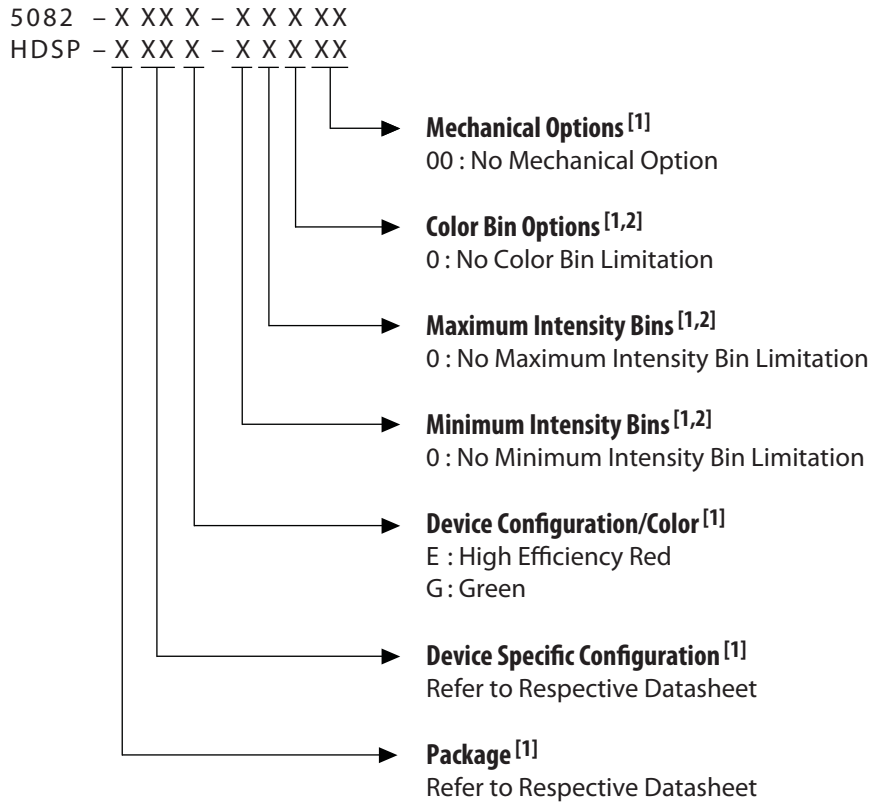 5082 – X XX X – X X X XX
HDSP – X XX X – X X X XX
Mechanical Options [1]
00 : No Mechanical Option
Color Bin Options [1,2]
0 : No Color Bin Limitation
Maximum Intensity Bins [1,2]
0 : No Maximum Intensity Bin Limitation
Minimum Intensity Bins [1,2]
0 : No Minimum Intensity Bin Limitation
Device Configuration/Color [1]
E : High Efficiency Red
G : Green
Device Specific Configuration [1]
Refer to Respective Datasheet
Package [1]
Refer to Respective Datasheet